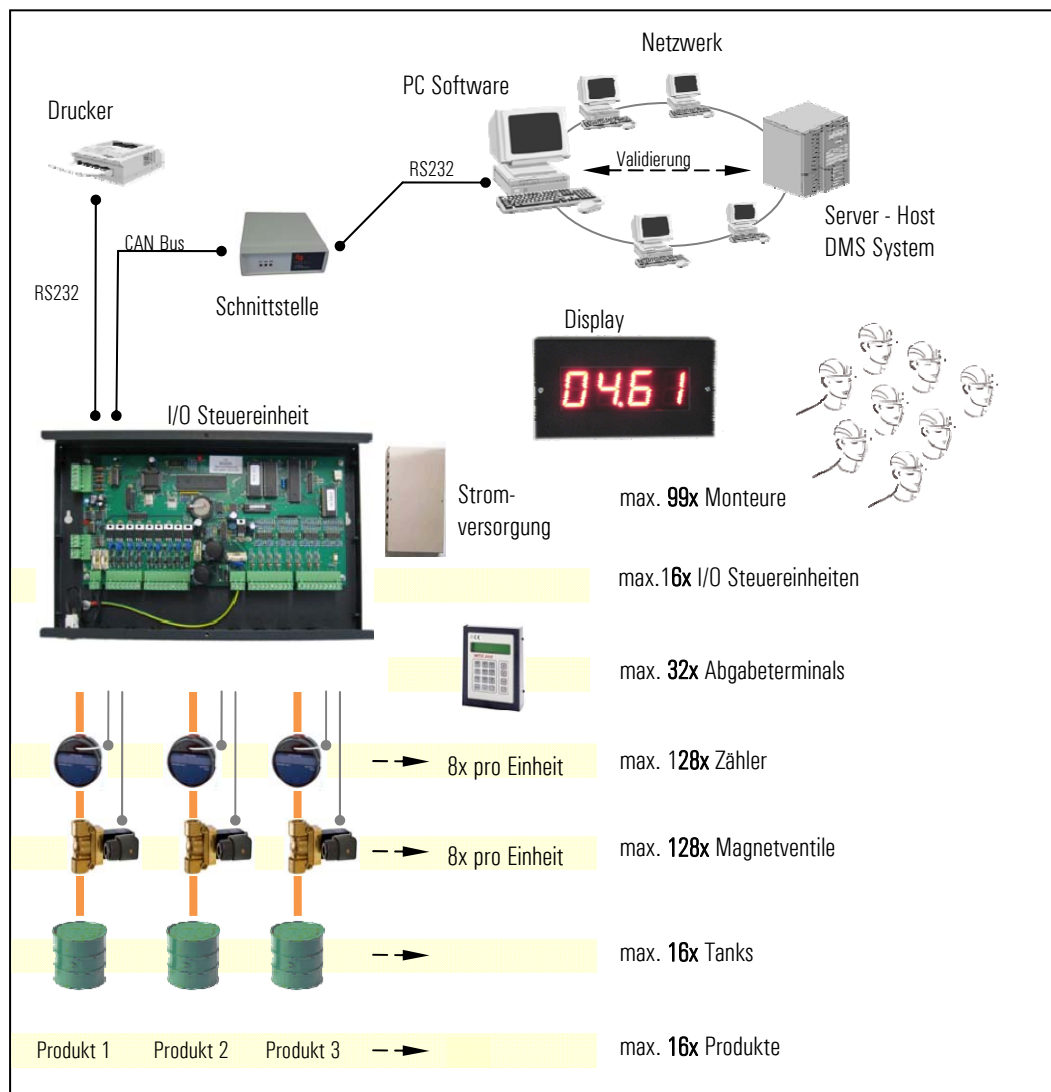 Netzwerk
PC Software
Drucker
RS232
Validierung
Server - Host
DMS System
CAN Bus
RS232
Schnittstelle
Display
04.61
I/O Steuereinheit
Strom-
versorgung
max. 99x Monteure
max.16x I/O Steuereinheiten
max. 32x Abgabeterminals
8x pro Einheit
max. 128x Zähler
8x pro Einheit
max. 128x Magnetventile
max. 16x Tanks
Produkt 1
Produkt 2
Produkt 3
max. 16x Produkte